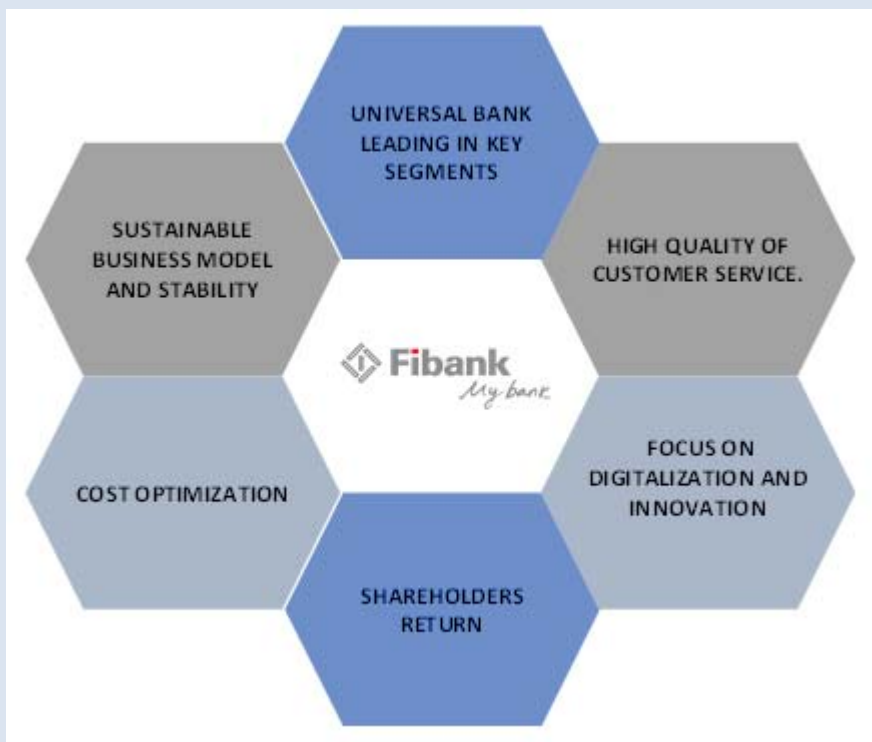 UNIVERSAL BANK
LEADING IN KEY
SEGMENTS
SUSTAINABLE
BUSINESS MODEL
AND STABILITY
HIGH QUALITY OF
CUSTOMER SERVICE.
Fibank
My bank
COST OPTIMIZATION
FOCUS ON
DIGITALIZATION AND
INNOVATION
SHAREHOLDERS
RETURN